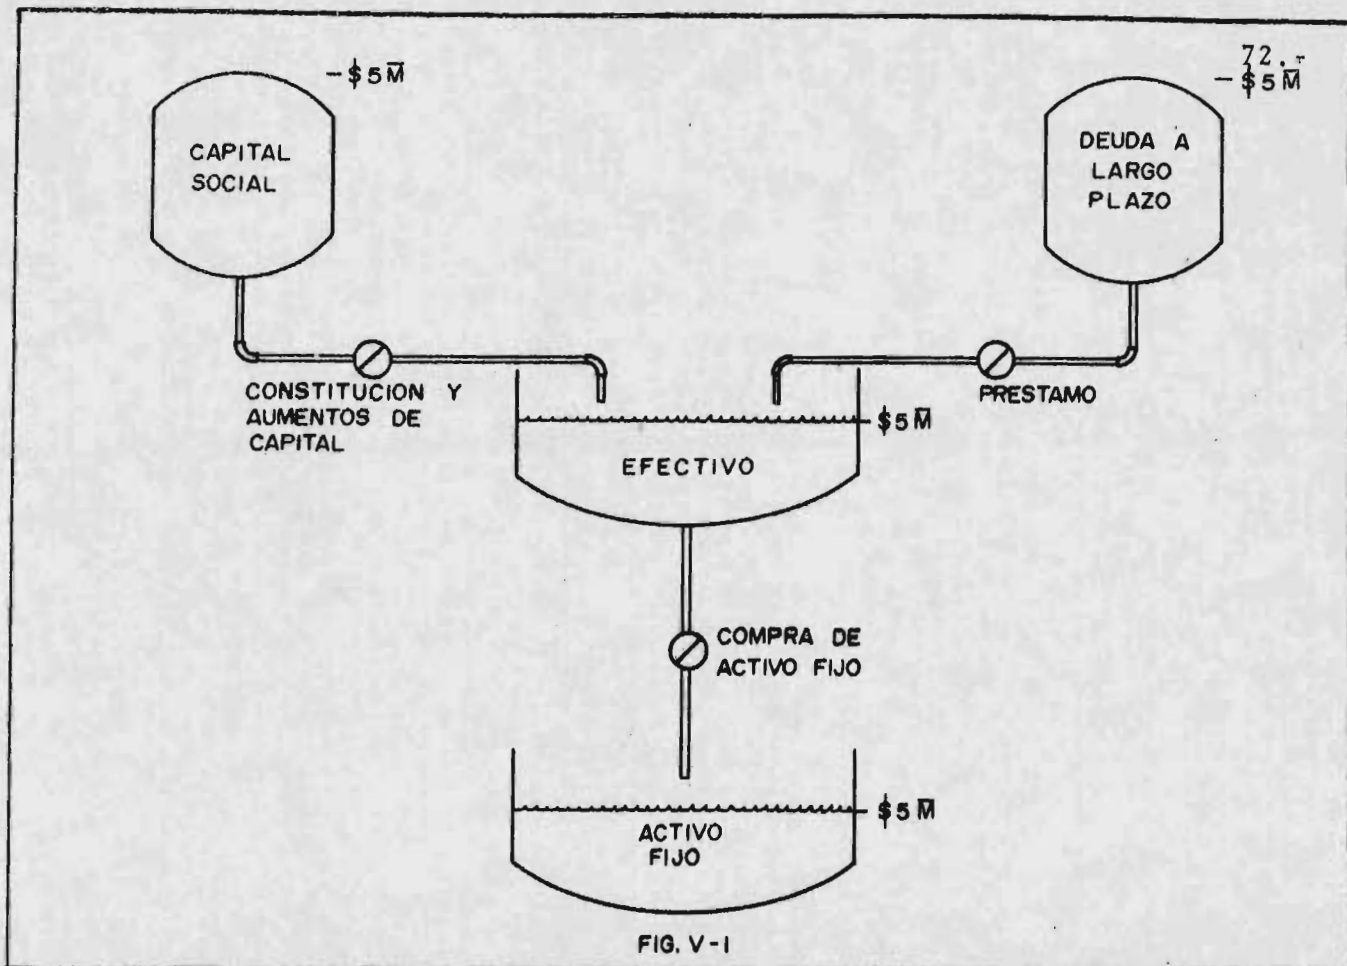 72.-
-$5M̅
-$5M̅
CAPITAL
SOCIAL
DEUDA A
LARGO
PLAZO
CONSTITUCION Y
AUMENTOS DE
CAPITAL
PRESTAMO
$5M̅
EFECTIVO
COMPRA DE
ACTIVO FIJO
$5M̅
ACTIVO
FIJO
FIG. V-I